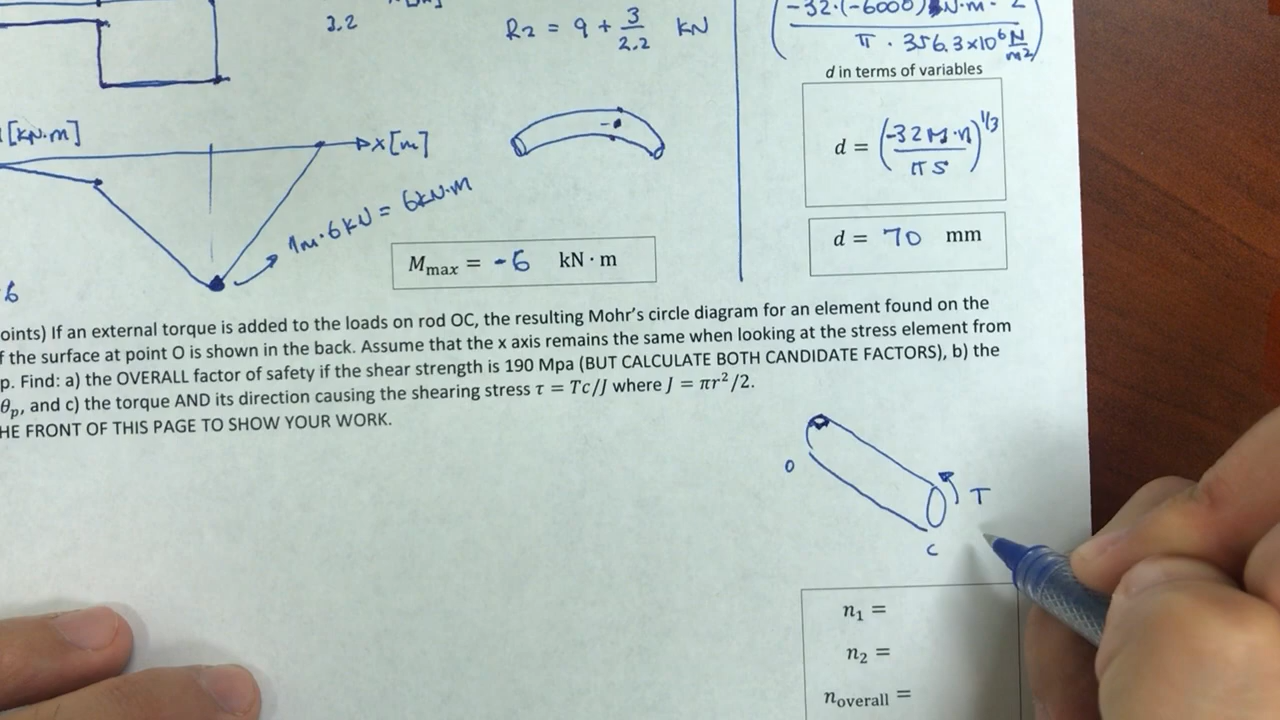 3.2
R2 = 9 + 3/2.2 kN
-32·(-6000) N·m· 2
π · 356.3x10⁶ N/m²
d in terms of variables
d = (-32 M·n / π S)^1/3
d = 70 mm
[kN·m]
x[m]
1m·6kN = 6kN·m
Mmax = -6 kN · m
6
oints) If an external torque is added to the loads on rod OC, the resulting Mohr's circle diagram for an element found on the
f the surface at point O is shown in the back. Assume that the x axis remains the same when looking at the stress element from
p. Find: a) the OVERALL factor of safety if the shear strength is 190 Mpa (BUT CALCULATE BOTH CANDIDATE FACTORS), b) the
θp, and c) the torque AND its direction causing the shearing stress τ = Tc/J where J = πr²/2.
HE FRONT OF THIS PAGE TO SHOW YOUR WORK.
O
T
C
n₁ =
n₂ =
noverall =